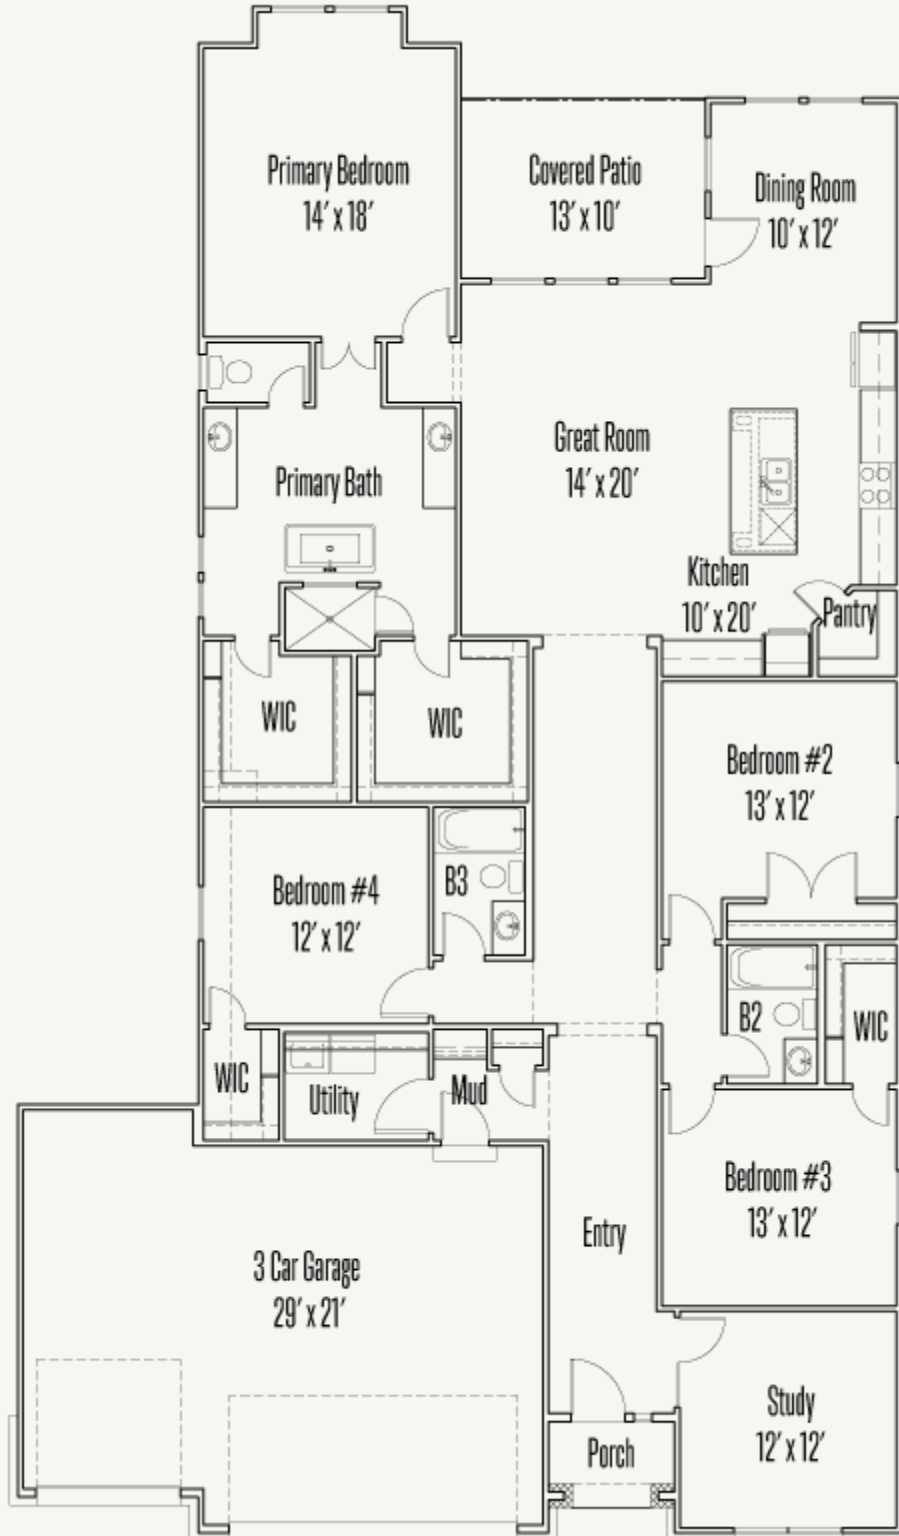 Primary Bedroom
14′ x 18′
Covered Patio
13′ x 10′
Dining Room
10′ x 12′
Great Room
14′ x 20′
Primary Bath
Kitchen
10′ x 20′
Pantry
WIC
WIC
Bedroom #2
13′ x 12′
Bedroom #4
12′ x 12′
B3
B2
WIC
WIC
Utility
Mud
Bedroom #3
13′ x 12′
Entry
3 Car Garage
29′ x 21′
Study
12′ x 12′
Porch